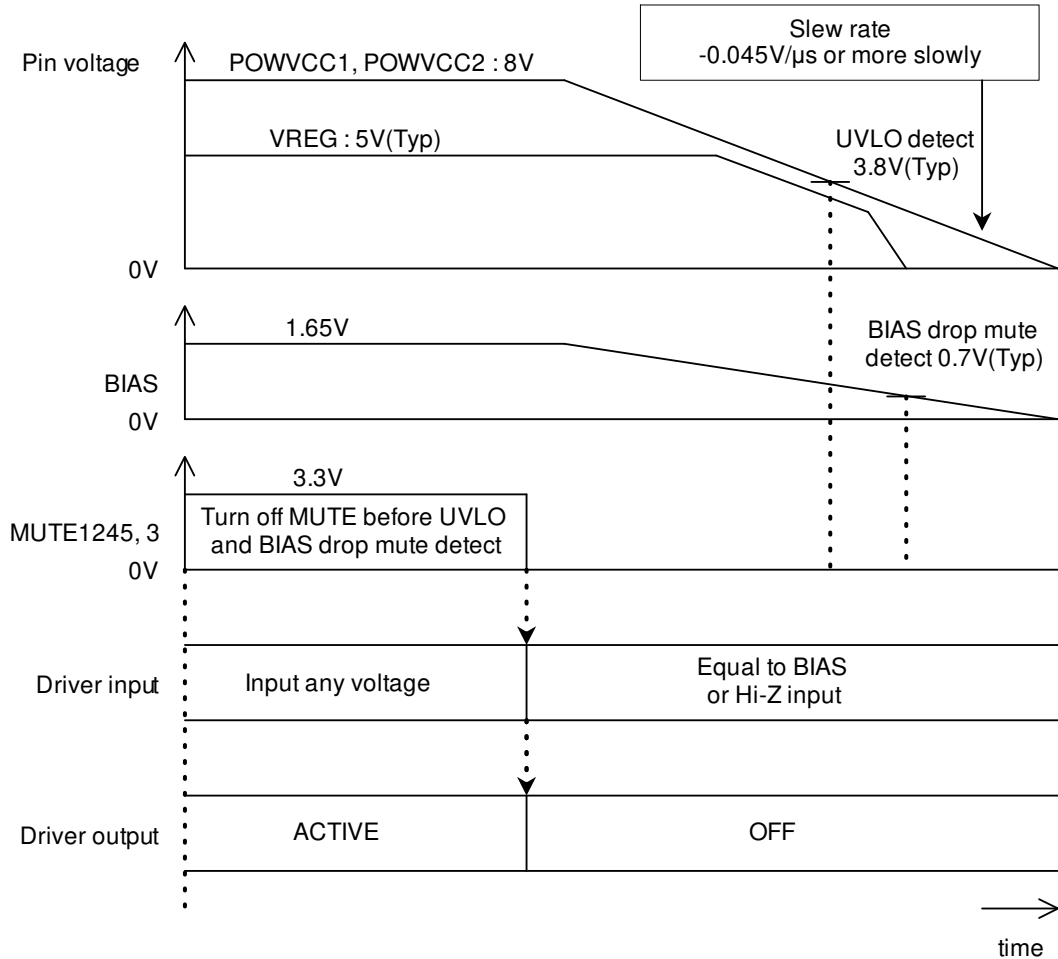 Slew rate
-0.045V/µs or more slowly
Pin voltage
POWVCC1, POWVCC2 : 8V
VREG : 5V(Typ)
UVLO detect
3.8V(Typ)
0V
1.65V
BIAS drop mute
detect 0.7V(Typ)
BIAS
0V
3.3V
MUTE1245, 3
Turn off MUTE before UVLO
and BIAS drop mute detect
0V
Driver input
Input any voltage
Equal to BIAS
or Hi-Z input
Driver output
ACTIVE
OFF
time